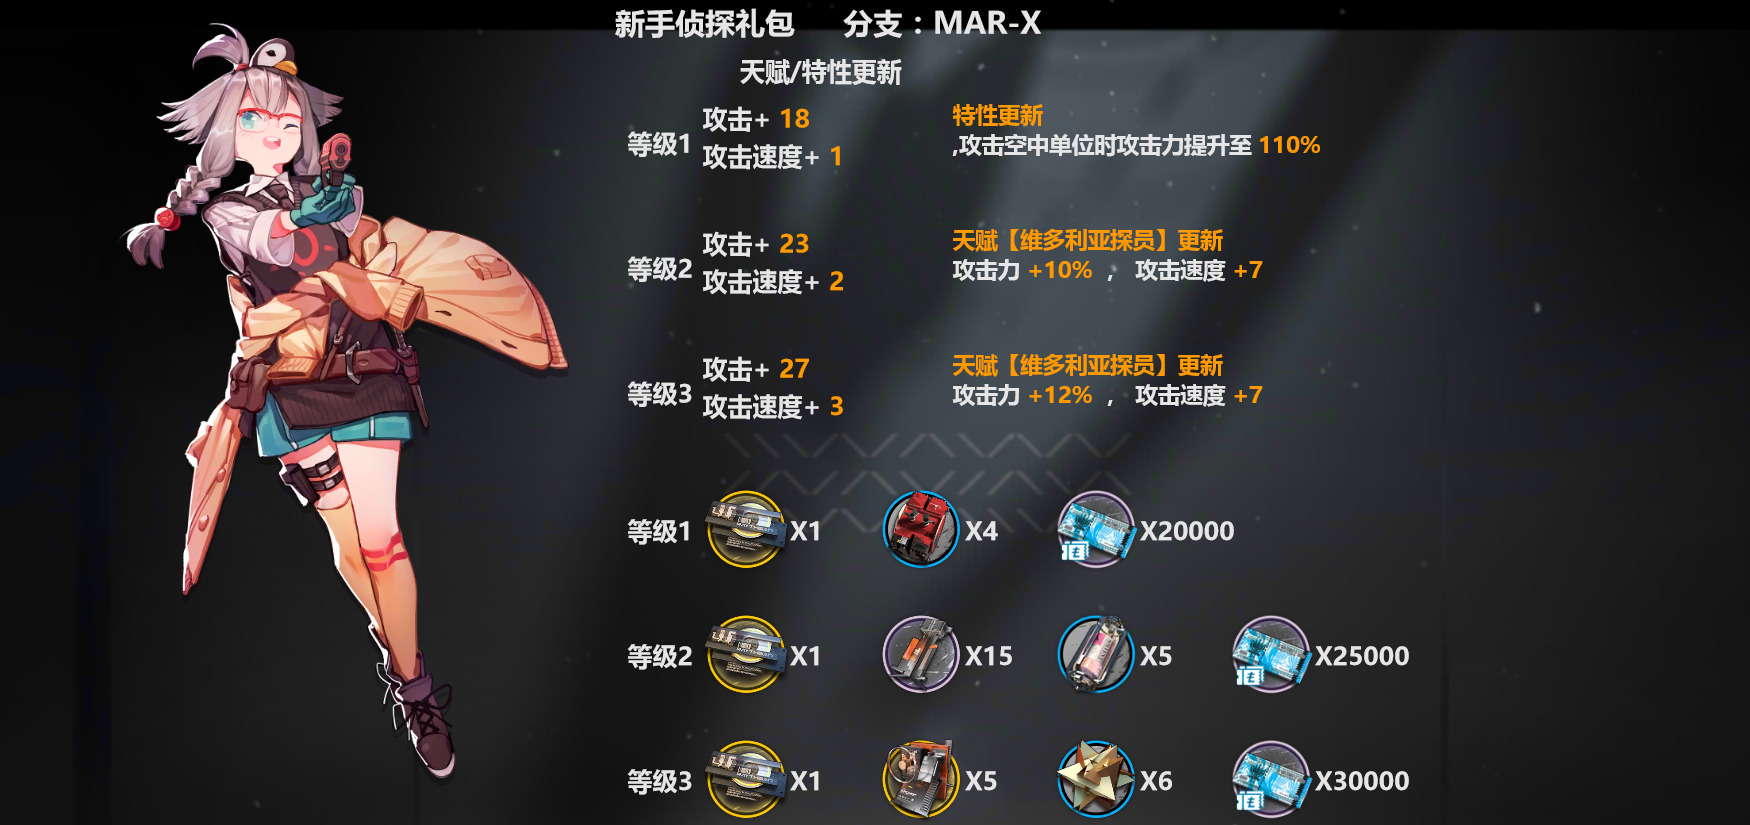 新手侦探礼包 分支：MAR-X
天赋/特性更新
等级1
攻击+ 18
攻击速度+ 1
特性更新
,攻击空中单位时攻击力提升至 110%
等级2
攻击+ 23
攻击速度+ 2
天赋【维多利亚探员】更新
攻击力 +10% ， 攻击速度 +7
等级3
攻击+ 27
攻击速度+ 3
天赋【维多利亚探员】更新
攻击力 +12% ， 攻击速度 +7
等级1 X1 X4 X20000
等级2 X1 X15 X5 X25000
等级3 X1 X5 X6 X30000